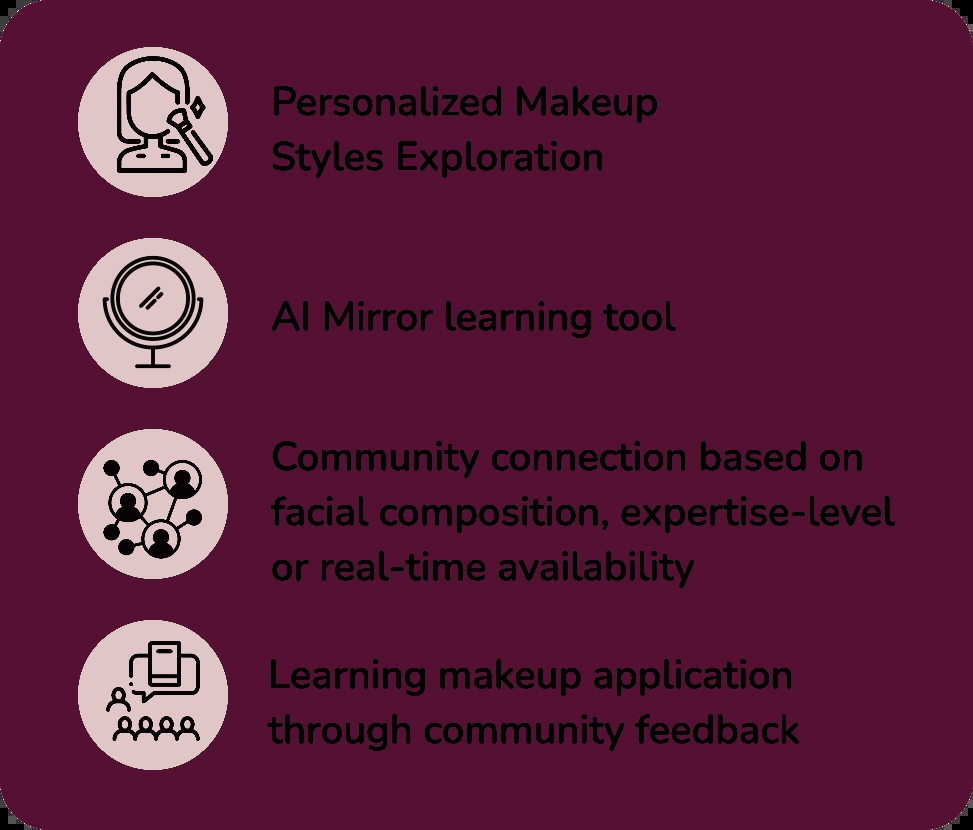 Personalized Makeup
Styles Exploration
AI Mirror learning tool
Community connection based on
facial composition, expertise-level
or real-time availability
Learning makeup application
through community feedback